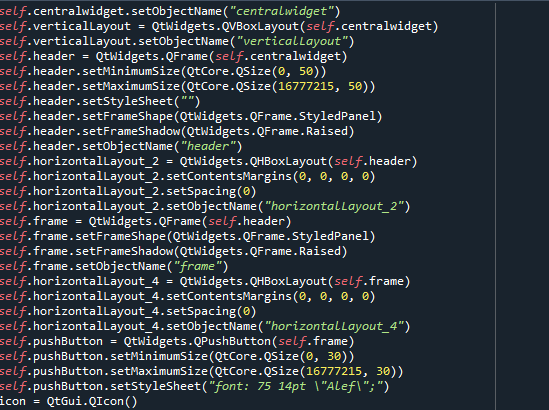 self.centralwidget.setObjectName("centralwidget")
self.verticalLayout = QtWidgets.QVBoxLayout(self.centralwidget)
self.verticalLayout.setObjectName("verticalLayout")
self.header = QtWidgets.QFrame(self.centralwidget)
self.header.setMinimumSize(QtCore.QSize(0, 50))
self.header.setMaximumSize(QtCore.QSize(16777215, 50))
self.header.setStyleSheet("")
self.header.setFrameShape(QtWidgets.QFrame.StyledPanel)
self.header.setFrameShadow(QtWidgets.QFrame.Raised)
self.header.setObjectName("header")
self.horizontalLayout_2 = QtWidgets.QHBoxLayout(self.header)
self.horizontalLayout_2.setContentsMargins(0, 0, 0, 0)
self.horizontalLayout_2.setSpacing(0)
self.horizontalLayout_2.setObjectName("horizontalLayout_2")
self.frame = QtWidgets.QFrame(self.header)
self.frame.setFrameShape(QtWidgets.QFrame.StyledPanel)
self.frame.setFrameShadow(QtWidgets.QFrame.Raised)
self.frame.setObjectName("frame")
self.horizontalLayout_4 = QtWidgets.QHBoxLayout(self.frame)
self.horizontalLayout_4.setContentsMargins(0, 0, 0, 0)
self.horizontalLayout_4.setSpacing(0)
self.horizontalLayout_4.setObjectName("horizontalLayout_4")
self.pushButton = QtWidgets.QPushButton(self.frame)
self.pushButton.setMinimumSize(QtCore.QSize(0, 30))
self.pushButton.setMaximumSize(QtCore.QSize(16777215, 30))
self.pushButton.setStyleSheet("font: 75 14pt \"Alef\";")
icon = QtGui.QIcon()